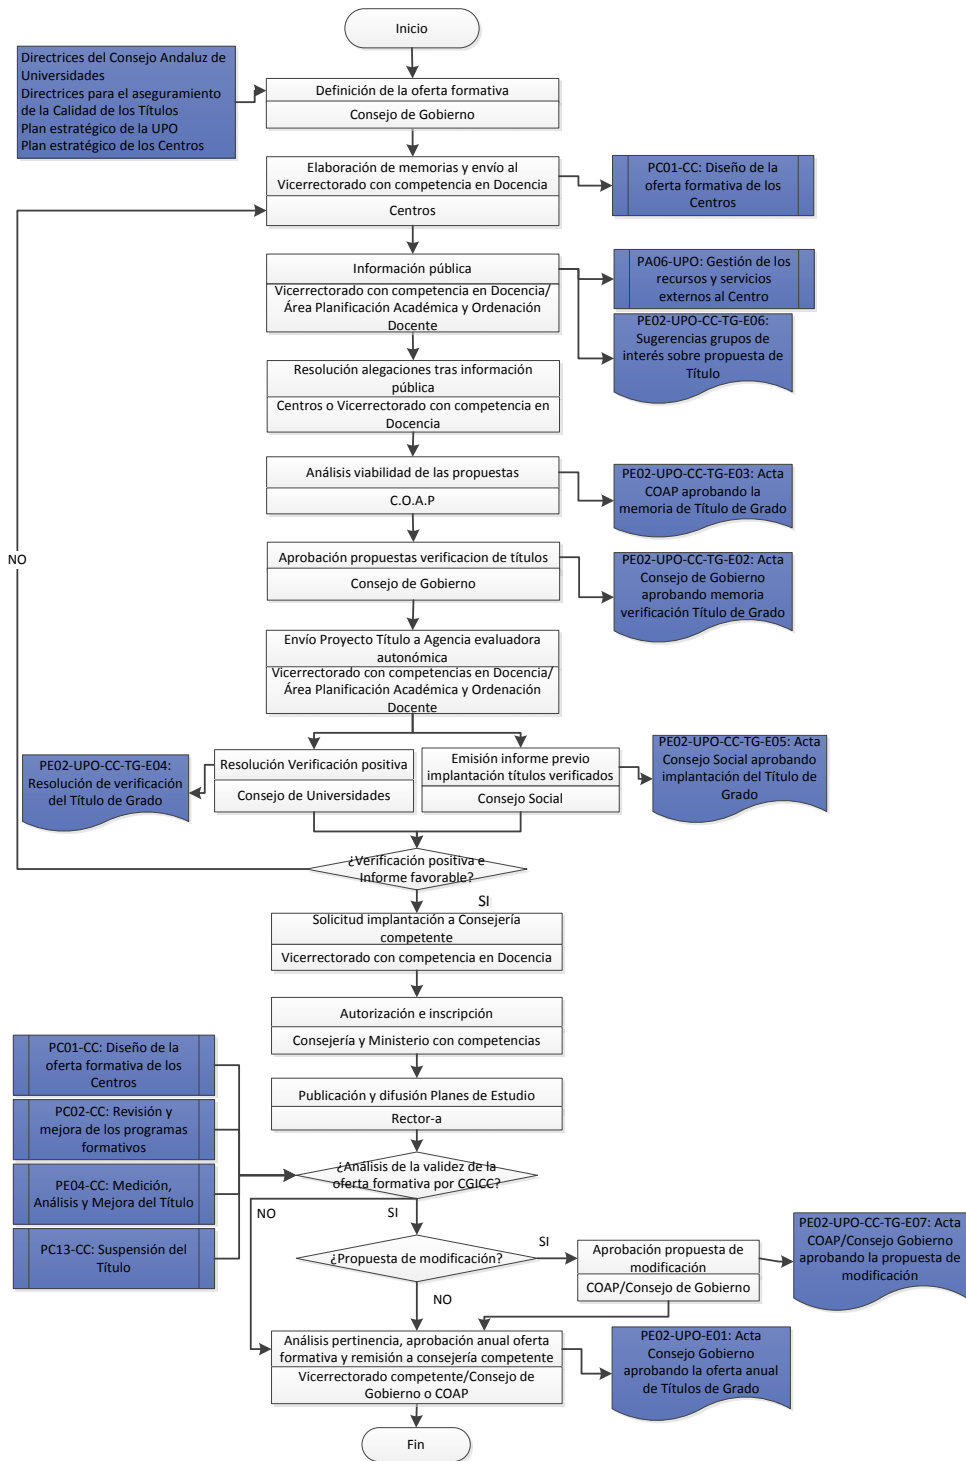 Inicio
Directrices del Consejo Andaluz de
Universidades
Directrices para el aseguramiento
de la Calidad de los Títulos
Plan estratégico de la UPO
Plan estratégico de los Centros
Definición de la oferta formativa
Consejo de Gobierno
Elaboración de memorias y envío al
Vicerrectorado con competencia en Docencia
Centros
PC01-CC: Diseño de la
oferta formativa de los
Centros
Información pública
Vicerrectorado con competencia en Docencia/
Área Planificación Académica y Ordenación
Docente
PA06-UPO: Gestión de los
recursos y servicios
externos al Centro
PE02-UPO-CC-TG-E06:
Sugerencias grupos de
interés sobre propuesta de
Título
Resolución alegaciones tras información
pública
Centros o Vicerrectorado con competencia en
Docencia
Análisis viabilidad de las propuestas
C.O.A.P
PE02-UPO-CC-TG-E03: Acta
COAP aprobando la
memoria de Título de Grado
NO
Aprobación propuestas verificacion de títulos
Consejo de Gobierno
PE02-UPO-CC-TG-E02: Acta
Consejo de Gobierno
aprobando memoria
verificación Título de Grado
Envío Proyecto Título a Agencia evaluadora
autonómica
Vicerrectorado con competencias en Docencia/
Área Planificación Académica y Ordenación
Docente
PE02-UPO-CC-TG-E04:
Resolución de verificación
del Título de Grado
Resolución Verificación positiva
Consejo de Universidades
Emisión informe previo
implantación títulos verificados
Consejo Social
PE02-UPO-CC-TG-E05: Acta
Consejo Social aprobando
implantación del Título de
Grado
¿Verificación positiva e
Informe favorable?
SI
Solicitud implantación a Consejería
competente
Vicerrectorado con competencia en Docencia
Autorización e inscripción
Consejería y Ministerio con competencias
Publicación y difusión Planes de Estudio
Rector-a
PC01-CC: Diseño de la
oferta formativa de los
Centros
PC02-CC: Revisión y
mejora de los programas
formativos
PE04-CC: Medición,
Análisis y Mejora del Título
PC13-CC: Suspensión del
Título
¿Análisis de la validez de la
oferta formativa por CGICC?
NO
SI
¿Propuesta de modificación?
SI
NO
Aprobación propuesta de
modificación
COAP/Consejo de Gobierno
PE02-UPO-CC-TG-E07: Acta
COAP/Consejo Gobierno
aprobando la propuesta de
modificación
Análisis pertinencia, aprobación anual oferta
formativa y remisión a consejería competente
Vicerrectorado competente/Consejo de
Gobierno o COAP
PE02-UPO-E01: Acta
Consejo Gobierno
aprobando la oferta anual
de Títulos de Grado
Fin